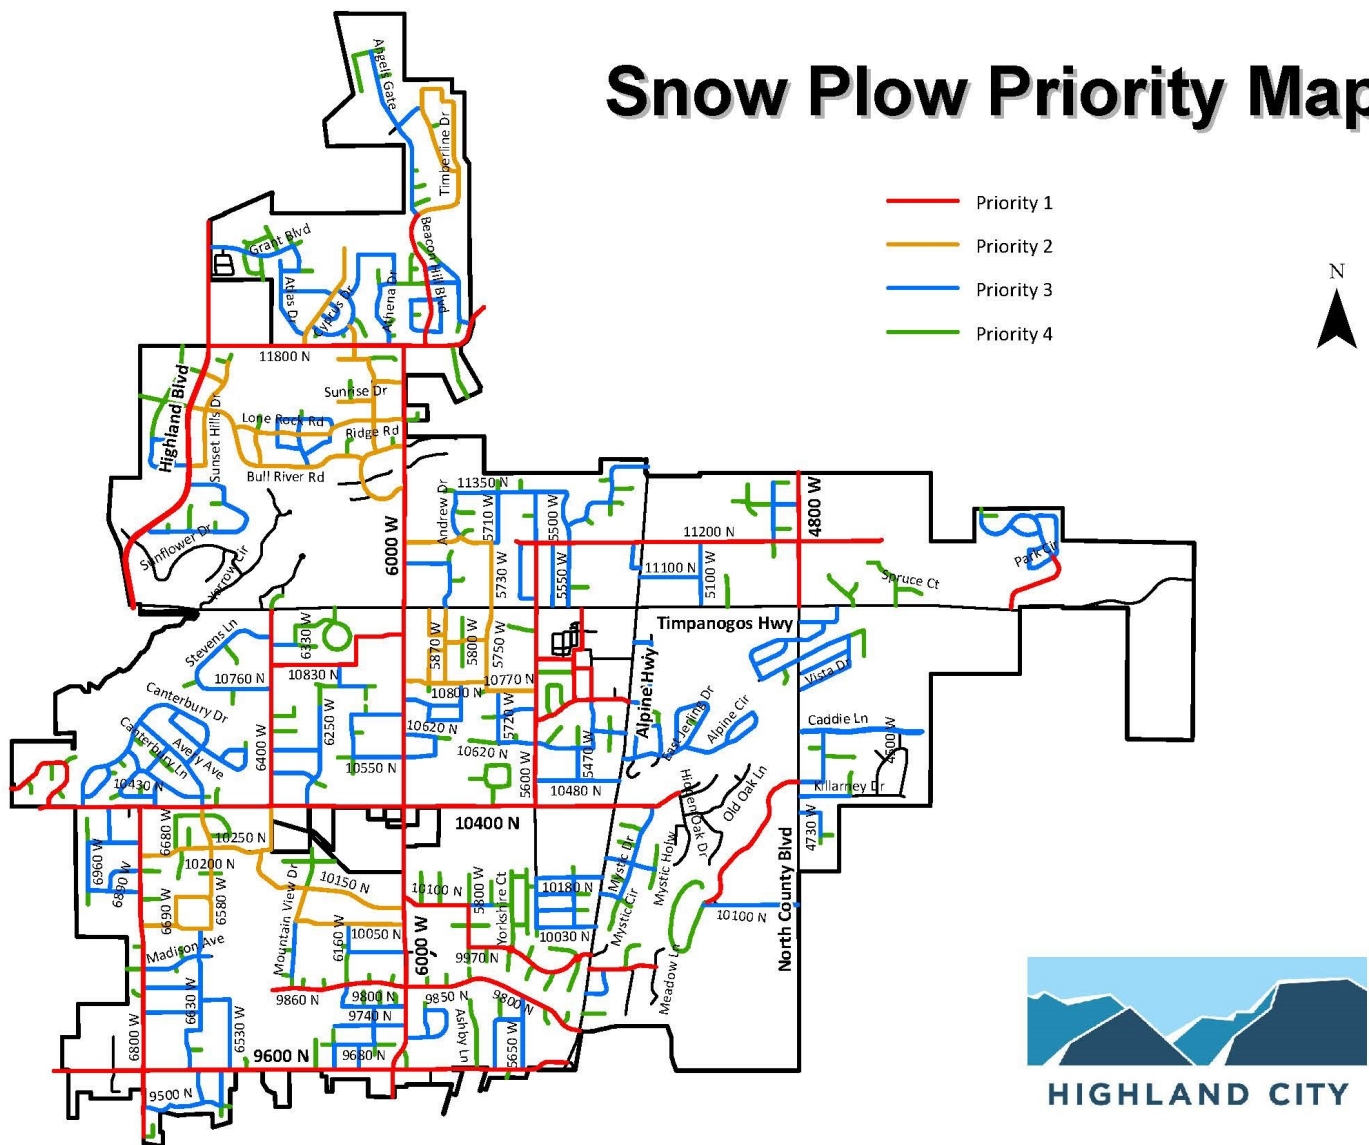 Snow Plow Priority Map
Priority 1
Priority 2
Priority 3
Priority 4
N
Angels Gate
Timberline Dr
Beacon Hill Blvd
Grant Blvd
Atlas Dr
Cyprus Dr
Athena Dr
11800 N
Highland Blvd
Sunset Hills Dr
Sunrise Dr
Lone Rock Rd
Ridge Rd
Bull River Rd
Sunflower Dr
Yarrow Cir
6000 W
Andrew Dr
11350 N
5710 W
5500 W
5730 W
5550 W
11200 N
4800 W
11100 N
5100 W
Spruce Ct
Park Cir
Timpanogos Hwy
Alpine Hwy
Stevens Ln
6330 W
10760 N
10830 N
5870 W
5800 W
5750 W
10770 N
10800 N
Canterbury Dr
Canterbury Ln
Avery Ave
10430 N
6400 W
6250 W
10550 N
10620 N
10620 N
5720 W
5600 W
5470 W
10480 N
East Jerling Dr
Alpine Cir
Vista Dr
Caddie Ln
4500 W
Killarney Dr
4730 W
Hidden Oak Dr
Old Oak Ln
10400 N
6960 W
6890 W
6680 W
10250 N
10200 N
6690 W
6580 W
Mountain View Dr
10150 N
10050 N
6160 W
10100 N
5800 W
Yorkshire Ct
10180 N
10030 N
Mystic Dr
Mystic Holw
Mystic Cir
10100 N
North County Blvd
Madison Ave
6630 W
6530 W
6800 W
9860 N
9800 N
9740 N
9680 N
9600 N
6000 W
9970 N
9850 N
9800 N
Ashby Ln
5650 W
Meadow Ln
9500 N
HIGHLAND CITY